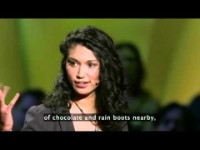 of chocolate and rain boots nearby,